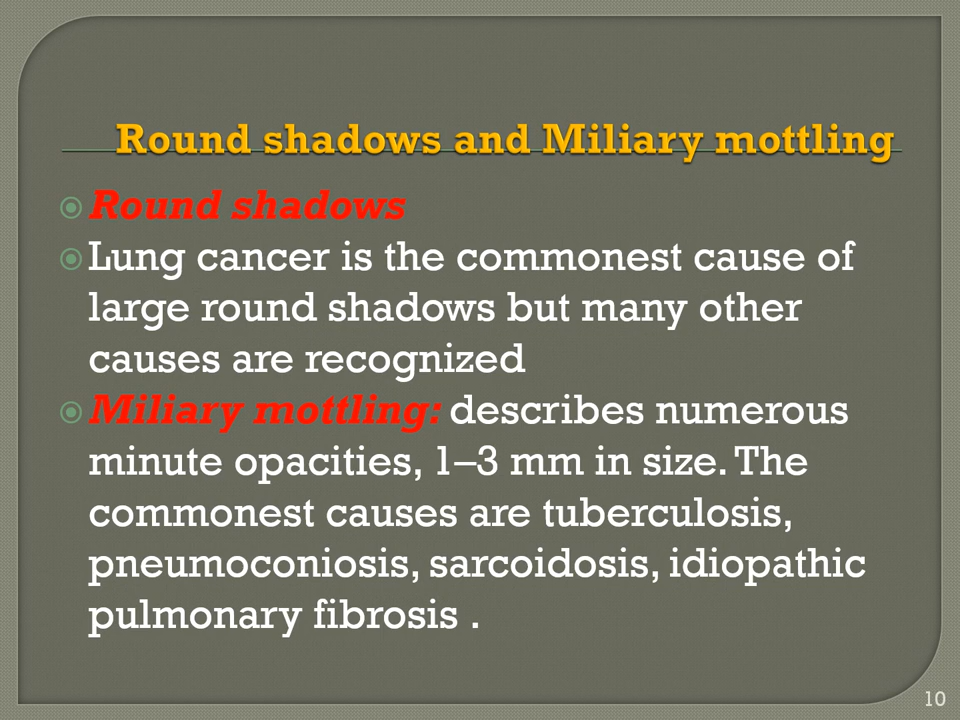 Round shadows and Miliary mottling
Round shadows
Lung cancer is the commonest cause of
large round shadows but many other
causes are recognized
Miliary mottling: describes numerous
minute opacities, 1–3 mm in size. The
commonest causes are tuberculosis,
pneumoconiosis, sarcoidosis, idiopathic
pulmonary fibrosis .
10